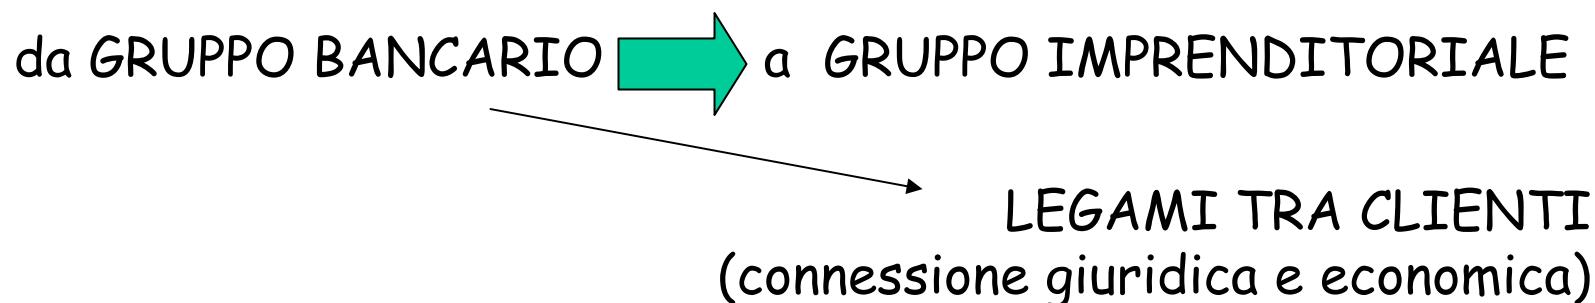 da GRUPPO BANCARIO a GRUPPO IMPRENDITORIALE
LEGAMI TRA CLIENTI
(connessione giuridica e economica)